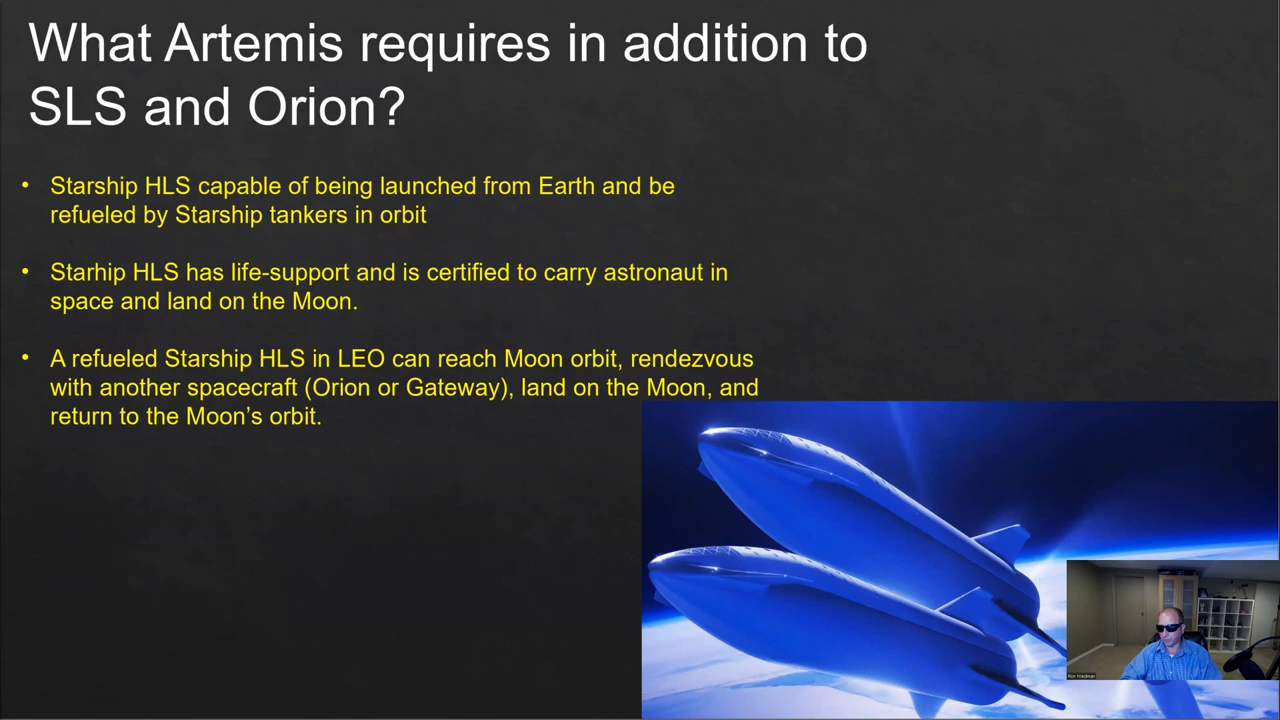 What Artemis requires in addition to
SLS and Orion?
• Starship HLS capable of being launched from Earth and be
refueled by Starship tankers in orbit
• Starhip HLS has life-support and is certified to carry astronaut in
space and land on the Moon.
• A refueled Starship HLS in LEO can reach Moon orbit, rendezvous
with another spacecraft (Orion or Gateway), land on the Moon, and
return to the Moon’s orbit.
Ron Friedman